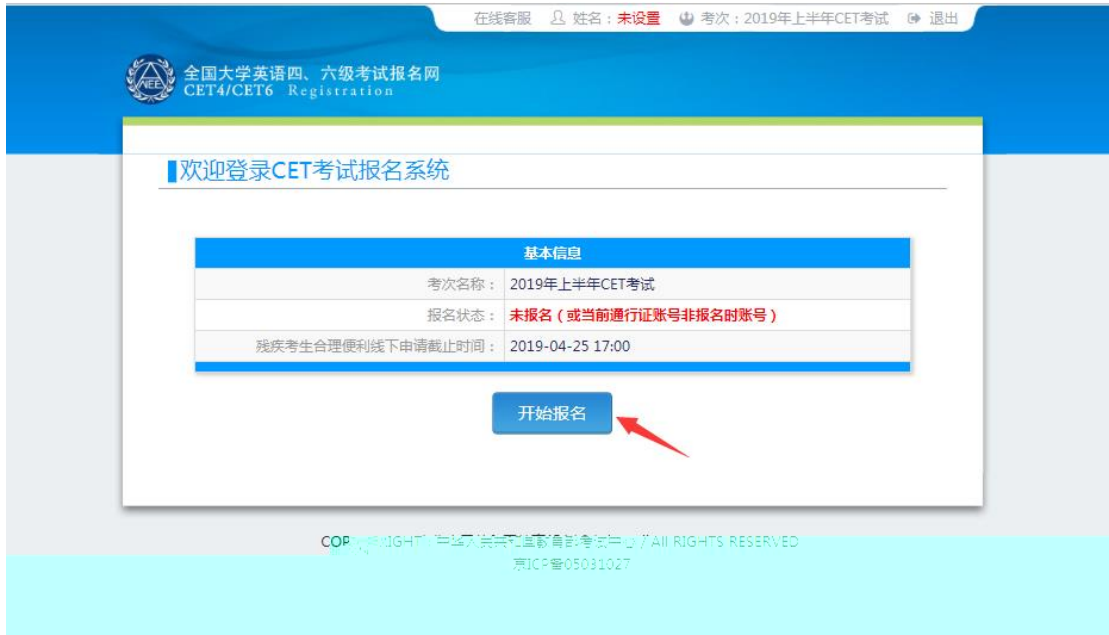 在线客服 姓名：未设置 考次：2019年上半年CET考试 退出
NEE
全国大学英语四、六级考试报名网
CET4/CET6 Registration
欢迎登录CET考试报名系统
基本信息
考次名称： 2019年上半年CET考试
报名状态： 未报名（或当前通行证账号非报名时账号）
残疾考生合理便利线下申请截止时间： 2019-04-25 17:00
开始报名
ALL RIGHTS RESERVED
京ICP备05031027